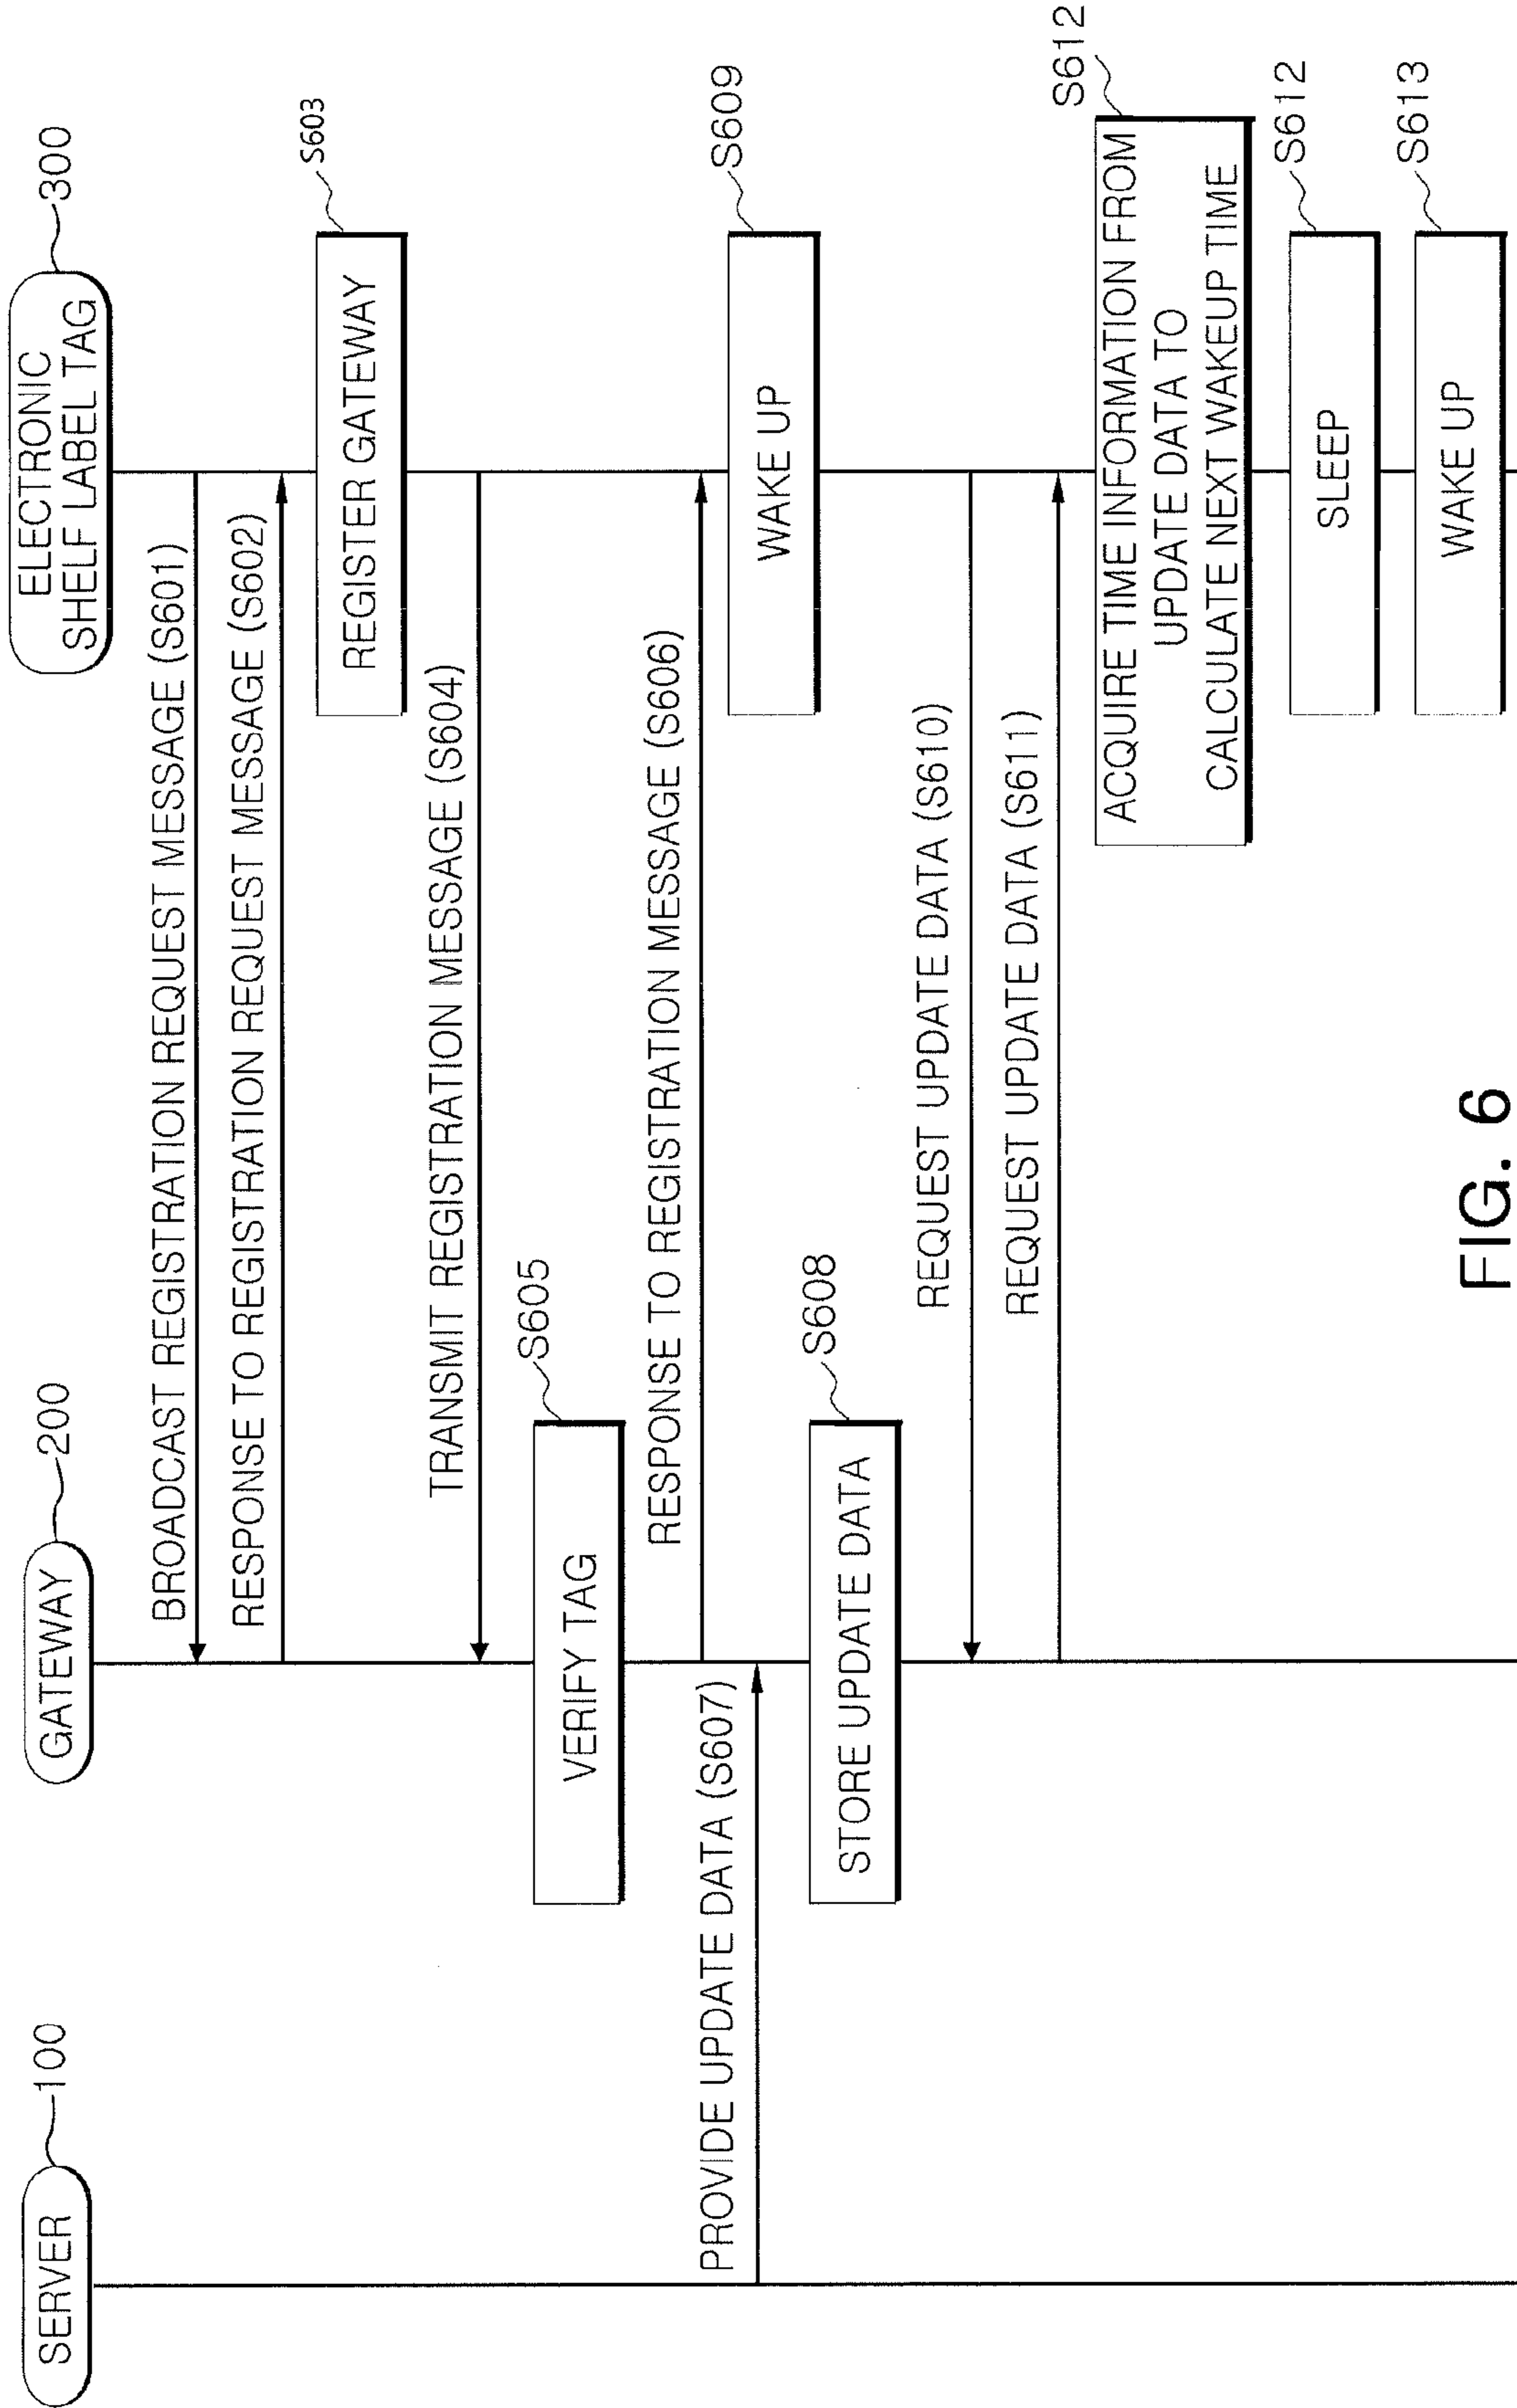 SERVER
100
GATEWAY
200
ELECTRONIC
SHELF LABEL TAG
300
BROADCAST REGISTRATION REQUEST MESSAGE (S601)
RESPONSE TO REGISTRATION REQUEST MESSAGE (S602)
REGISTER GATEWAY
S603
TRANSMIT REGISTRATION MESSAGE (S604)
VERIFY TAG
S605
RESPONSE TO REGISTRATION MESSAGE (S606)
PROVIDE UPDATE DATA (S607)
WAKE UP
S609
STORE UPDATE DATA
S608
REQUEST UPDATE DATA (S610)
REQUEST UPDATE DATA (S611)
ACQUIRE TIME INFORMATION FROM
UPDATE DATA TO
CALCULATE NEXT WAKEUP TIME
S612
SLEEP
S612
WAKE UP
S613
FIG. 6